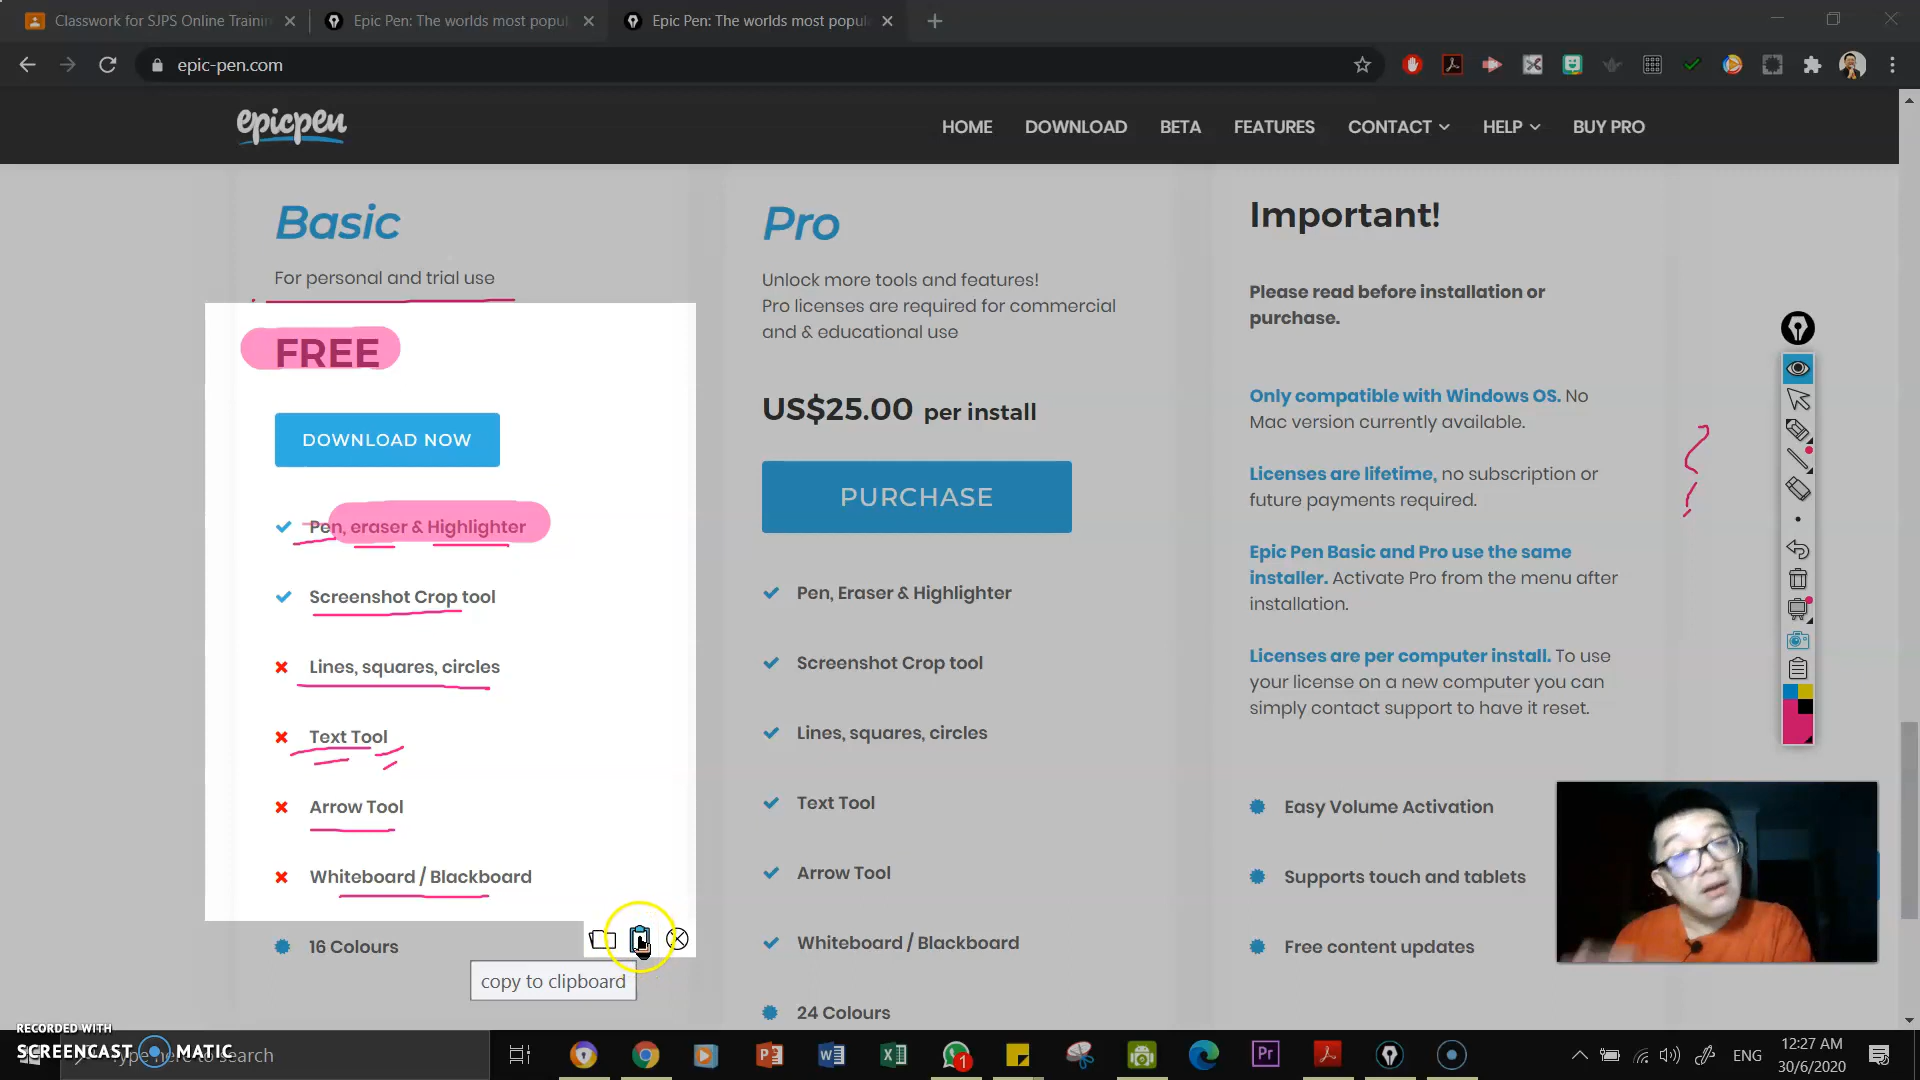 Classwork for SJPS Online Trainin
Epic Pen: The worlds most popul
Epic Pen: The worlds most popul
epic-pen.com
epicpen
HOME
DOWNLOAD
BETA
FEATURES
CONTACT
HELP
BUY PRO
Basic
For personal and trial use
FREE
DOWNLOAD NOW
Pen, eraser & Highlighter
Screenshot Crop tool
Lines, squares, circles
Text Tool
Arrow Tool
Whiteboard / Blackboard
16 Colours
copy to clipboard
Pro
Unlock more tools and features!
Pro licenses are required for commercial
and & educational use
US$25.00 per install
PURCHASE
Pen, Eraser & Highlighter
Screenshot Crop tool
Lines, squares, circles
Text Tool
Arrow Tool
Whiteboard / Blackboard
24 Colours
Important!
Please read before installation or
purchase.
Only compatible with Windows OS. No
Mac version currently available.
Licenses are lifetime, no subscription or
future payments required.
Epic Pen Basic and Pro use the same
installer. Activate Pro from the menu after
installation.
Licenses are per computer install. To use
your license on a new computer you can
simply contact support to have it reset.
Easy Volume Activation
Supports touch and tablets
Free content updates
RECORDED WITH
SCREENCAST MATIC
Type here to search
1
Pr
ENG
12:27 AM
30/6/2020